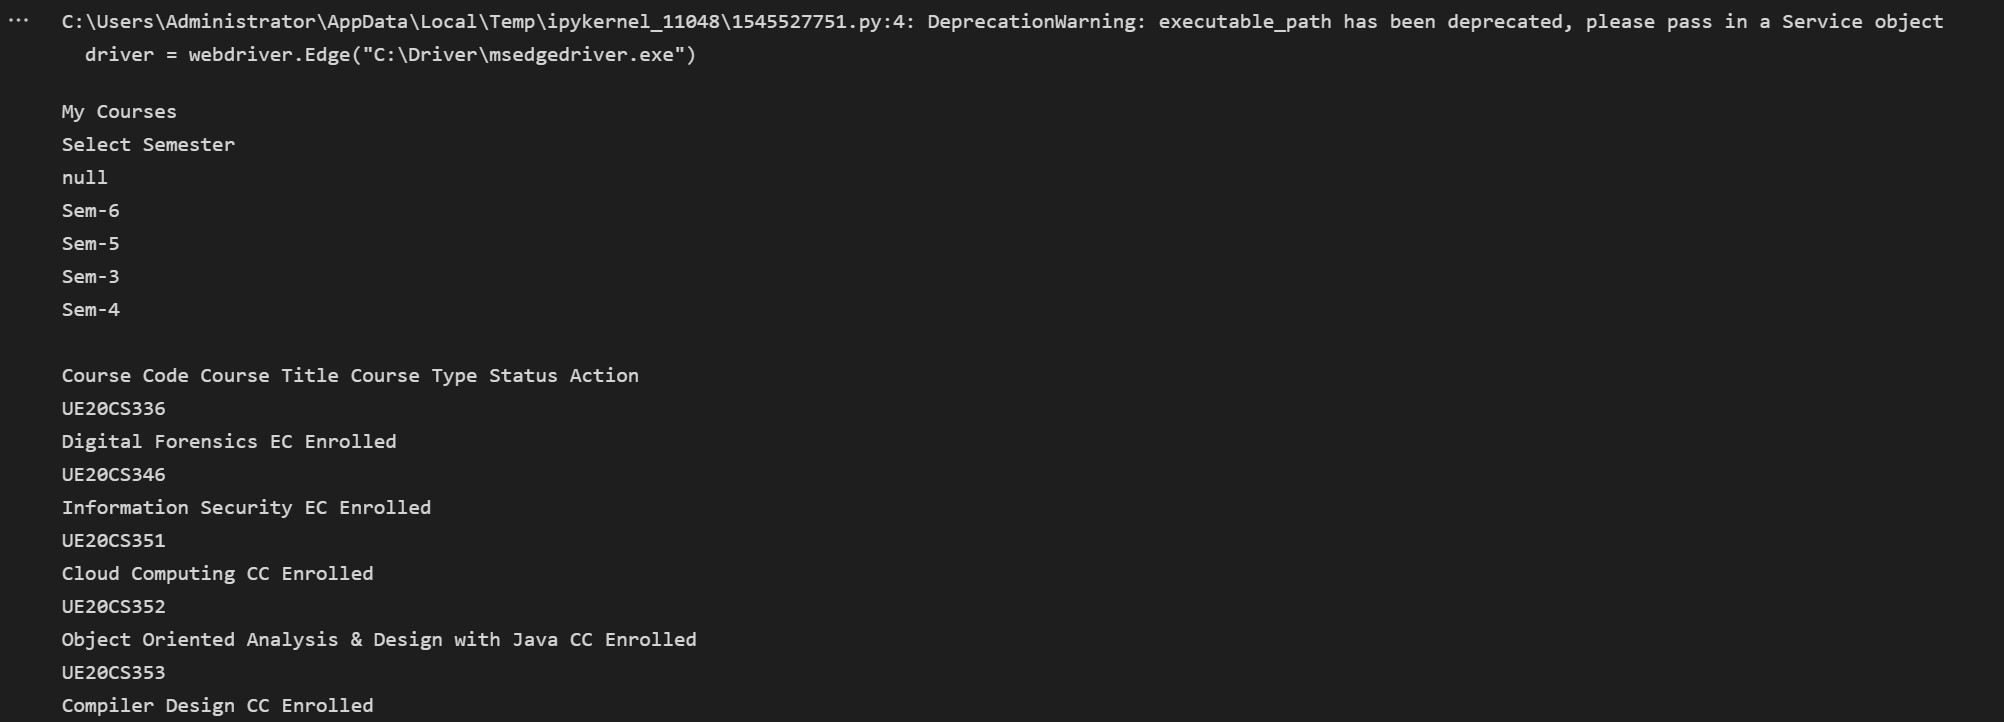 C:\Users\Administrator\AppData\Local\Temp\ipykernel_11048\1545527751.py:4: DeprecationWarning: executable_path has been deprecated, please pass in a Service object
driver = webdriver.Edge("C:\Driver\msedgedriver.exe")
My Courses
Select Semester
null
Sem-6
Sem-5
Sem-3
Sem-4
Course Code Course Title Course Type Status Action
UE20CS336
Digital Forensics EC Enrolled
UE20CS346
Information Security EC Enrolled
UE20CS351
Cloud Computing CC Enrolled
UE20CS352
Object Oriented Analysis & Design with Java CC Enrolled
UE20CS353
Compiler Design CC Enrolled